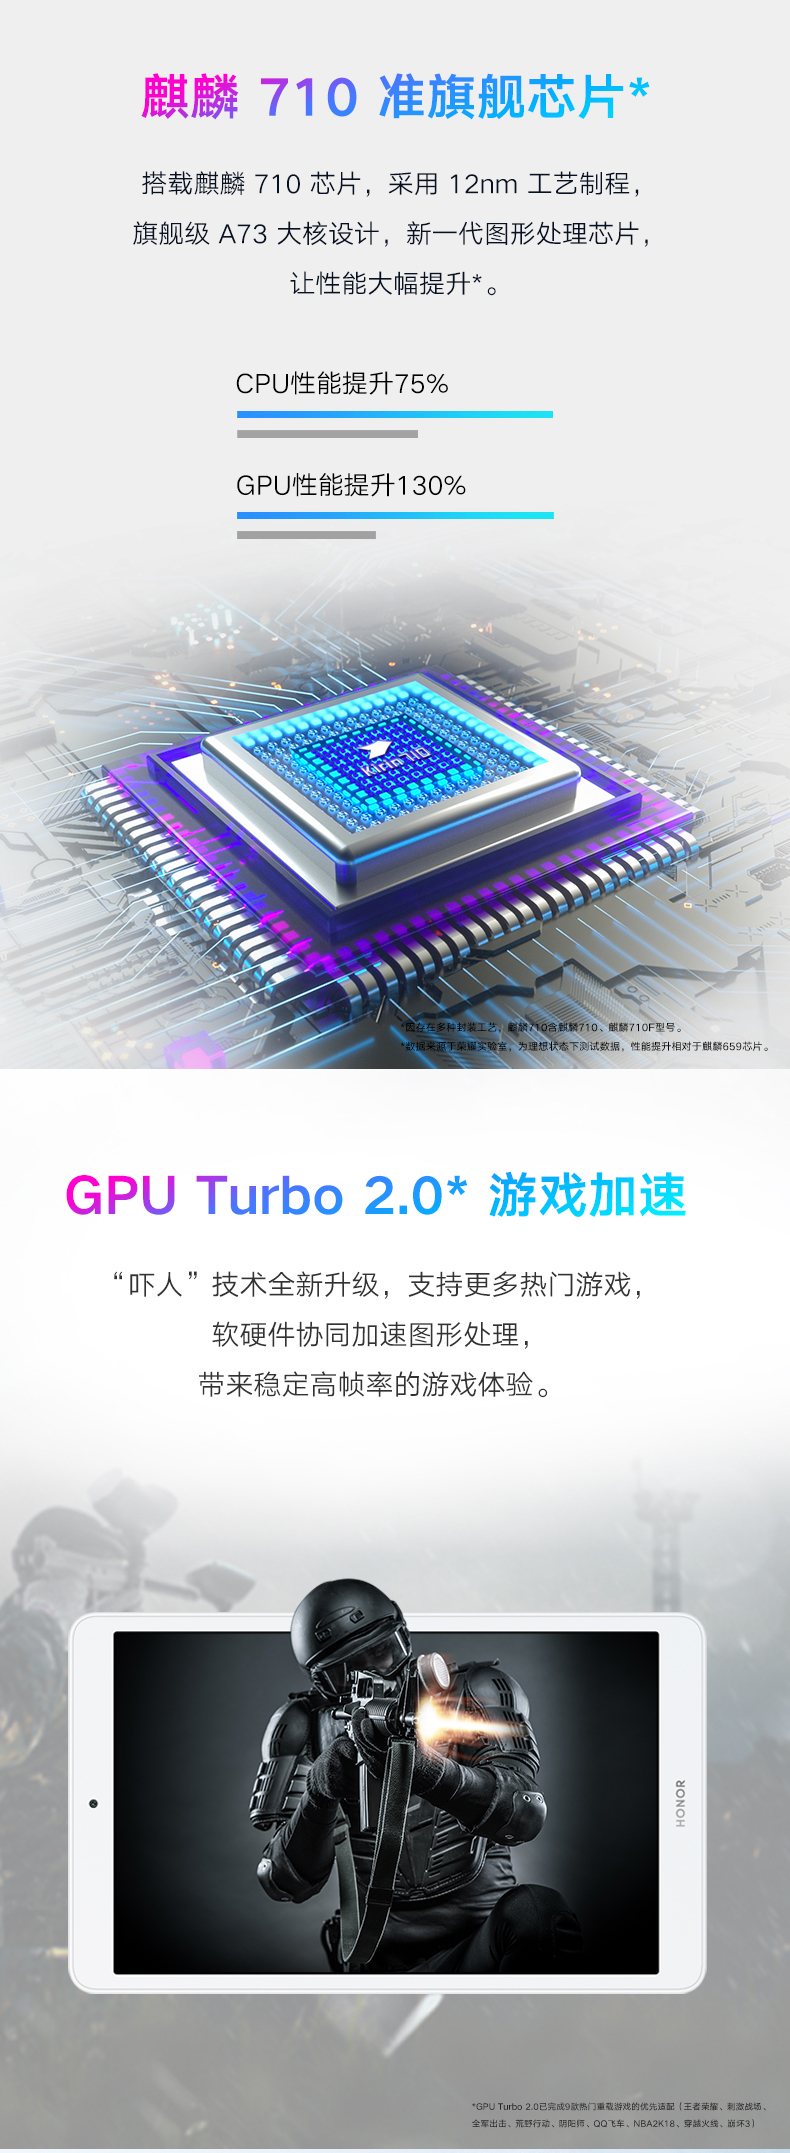 麒麟 710 准旗舰芯片*
搭载麒麟 710 芯片，采用 12nm 工艺制程，
旗舰级 A73 大核设计，新一代图形处理芯片，
让性能大幅提升*。
CPU性能提升75%
GPU性能提升130%
Kirin 710
*因存在多种封装工艺，麒麟710含麒麟710、麒麟710F型号。
*数据来源于荣耀实验室，为理想状态下测试数据，性能提升相对于麒麟659芯片。
GPU Turbo 2.0* 游戏加速
“吓人”技术全新升级，支持更多热门游戏，
软硬件协同加速图形处理，
带来稳定高帧率的游戏体验。
HONOR
*GPU Turbo 2.0已完成9款热门重载游戏的优先适配（王者荣耀、刺激战场、
全军出击、荒野行动、阴阳师、QQ飞车、NBA2K18、穿越火线、崩坏3）